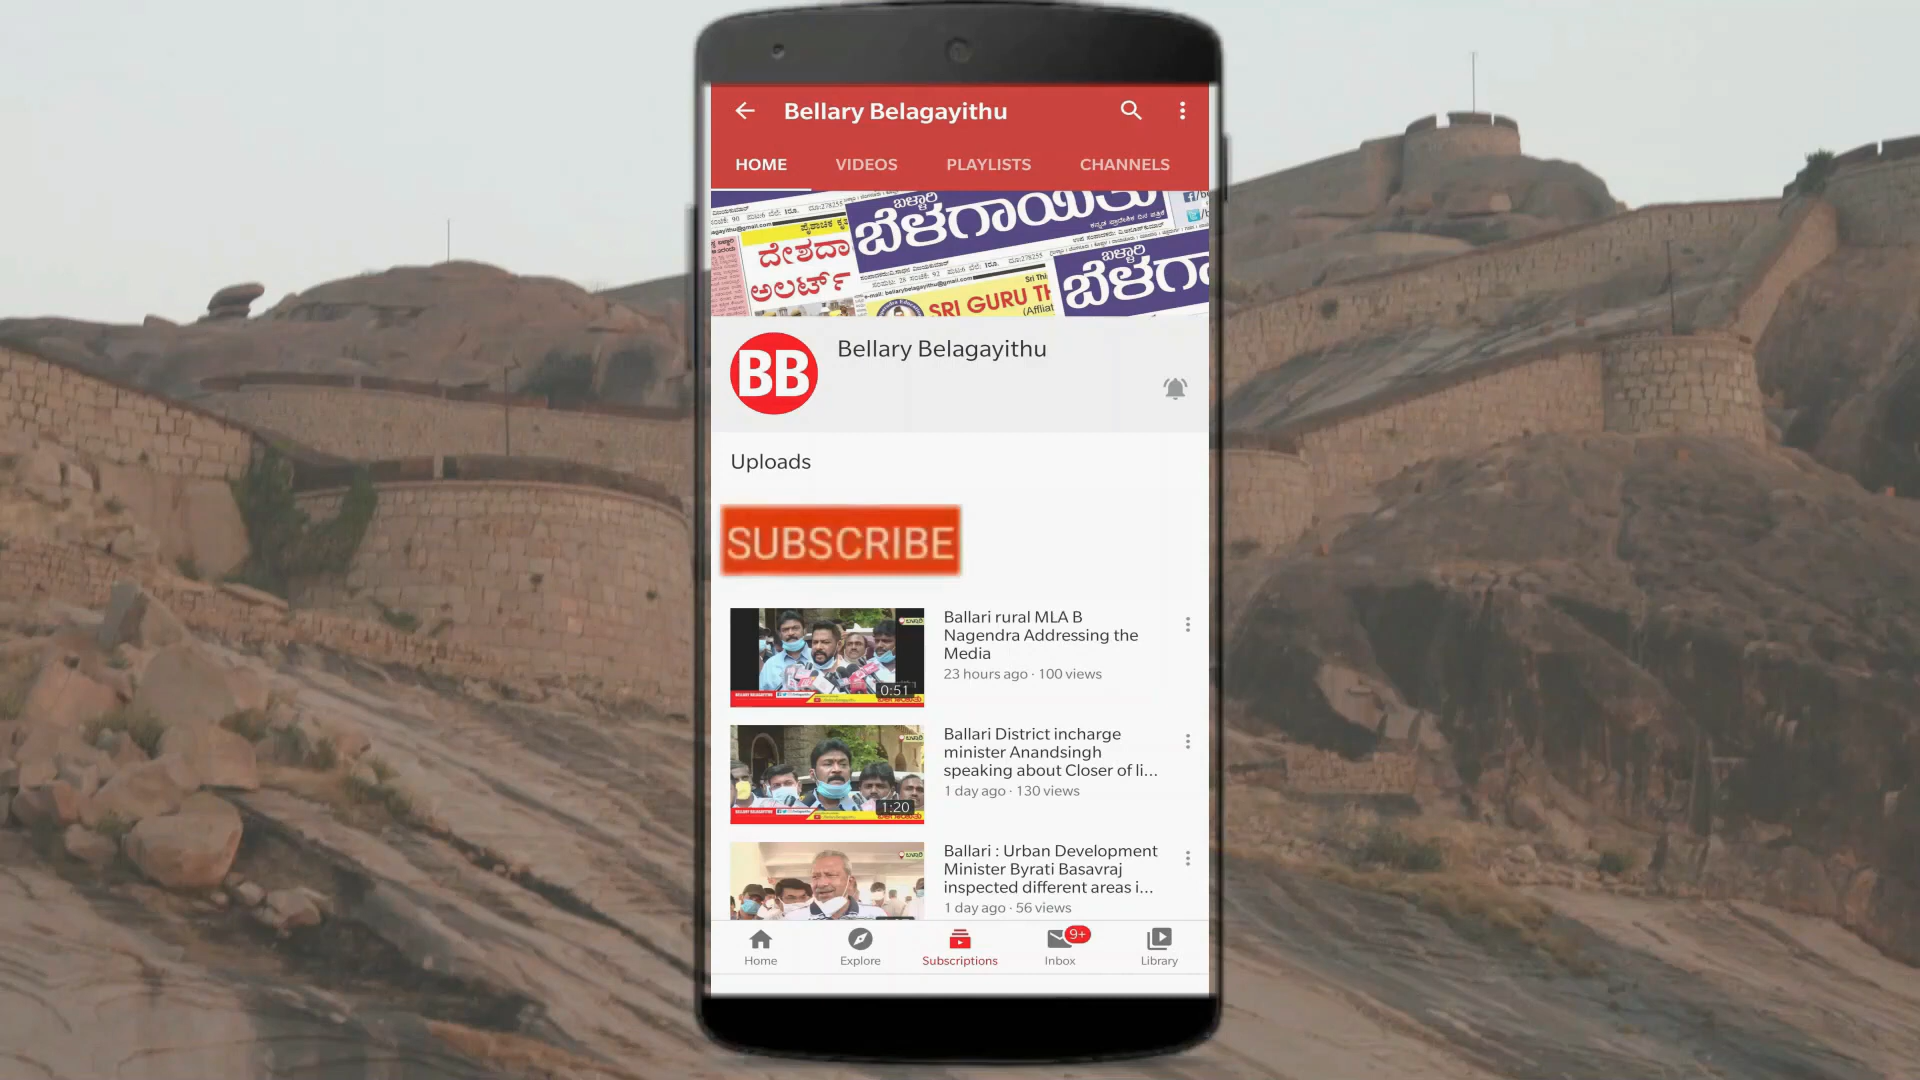 Bellary Belagayithu
HOME VIDEOS PLAYLISTS CHANNELS
ಬಳ್ಳಾರಿ
ಬೆಳಗಾಯಿತು
ದೇಶದಾ
ಅಲರ್ಟ್
ಬಳ್ಳಾರಿ
ಬೆಳಗಾ
SRI GURU TH
(Affliat
BB
Bellary Belagayithu
Uploads
SUBSCRIBE
Ballari rural MLA B
Nagendra Addressing the
Media
23 hours ago · 100 views
0:51
Ballari District incharge
minister Anandsingh
speaking about Closer of li...
1 day ago · 130 views
1:20
Ballari : Urban Development
Minister Byrati Basavraj
inspected different areas i...
1 day ago · 56 views
9+
Home Explore Subscriptions Inbox Library